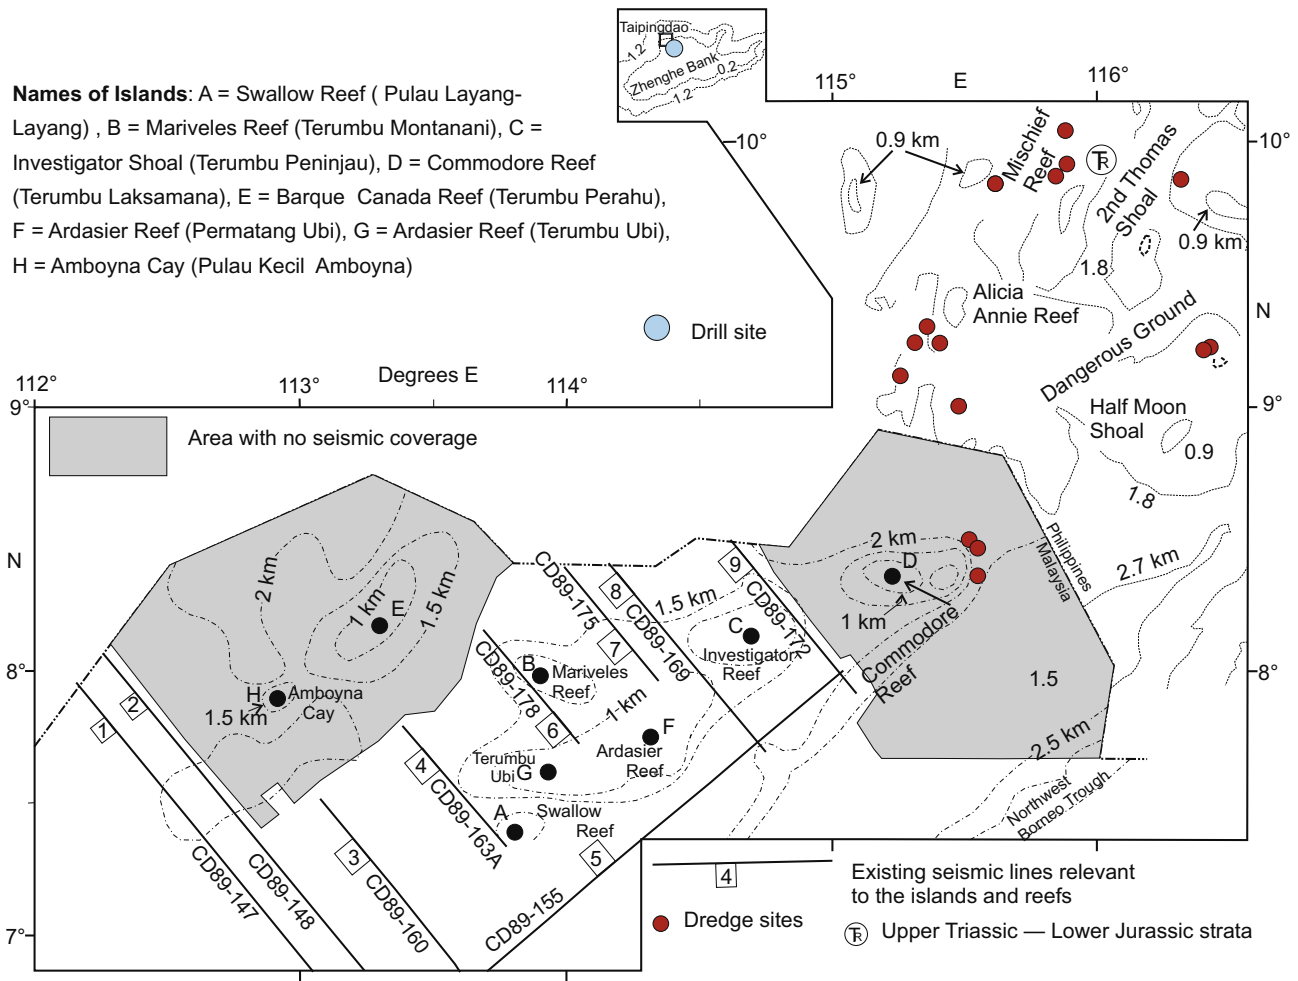 Taipingdao
1.2
Zhenghe Bank
0.2
1.2
Names of Islands: A = Swallow Reef ( Pulau Layang-
Layang) , B = Mariveles Reef (Terumbu Montanani), C =
Investigator Shoal (Terumbu Peninjau), D = Commodore Reef
(Terumbu Laksamana), E = Barque Canada Reef (Terumbu Perahu),
F = Ardasier Reef (Permatang Ubi), G = Ardasier Reef (Terumbu Ubi),
H = Amboyna Cay (Pulau Kecil Amboyna)
115°
E
116°
10°
10°
0.9 km
Mischief
Reef
TR
2nd Thomas
Shoal
0.9 km
1.8
Alicia
Annie Reef
N
Dangerous Ground
Drill site
112°
113°
Degrees E
114°
9°
9°
Half Moon
Shoal
0.9
1.8
Area with no seismic coverage
N
2 km
1 km
E
1.5 km
H
Amboyna
Cay
1.5 km
CD89-175
8
CD89-169
7
1.5 km
9
CD89-172
2 km
D
1 km
Commodore
Reef
Philippines
Malaysia
2.7 km
C
Investigator
Reef
8°
8°
B
Mariveles
Reef
CD89-178
6
1 km
F
Ardasier
Reef
1.5
2.5 km
Northwest
Borneo Trough
Terumbu
Ubi
G
A
Swallow
Reef
2
1
4
CD89-163A
5
3
CD89-147
CD89-148
CD89-160
CD89-155
7°
4
Existing seismic lines relevant
to the islands and reefs
Dredge sites
TR
Upper Triassic — Lower Jurassic strata